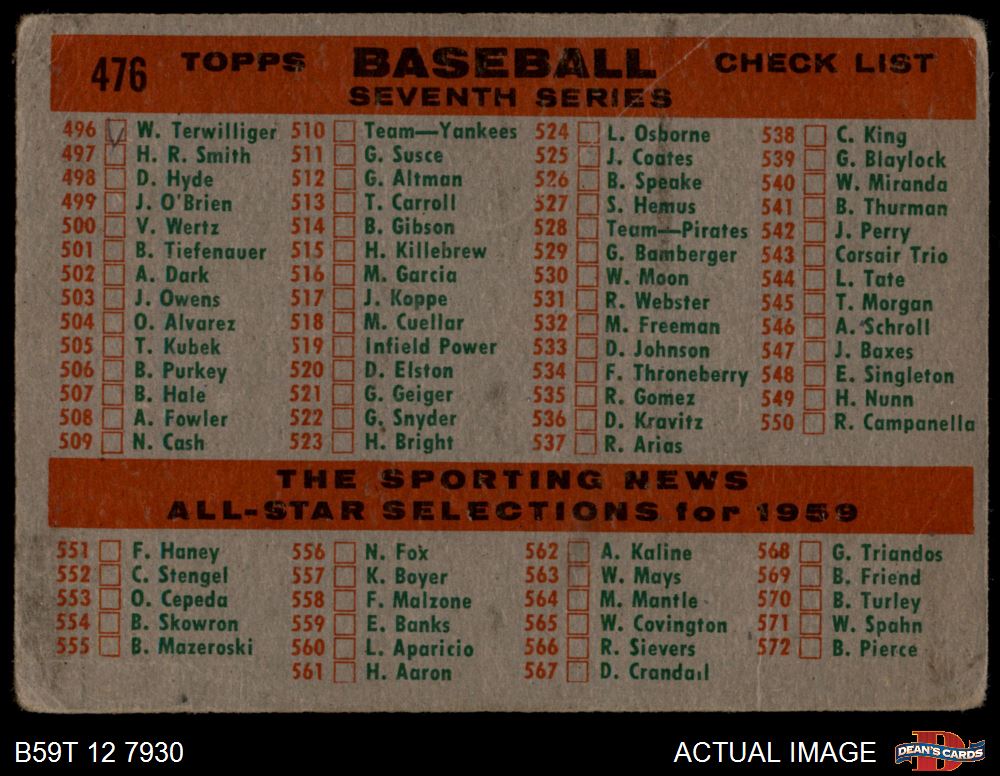 476 TOPPS BASEBALL CHECK LIST
SEVENTH SERIES
496 W. Terwilliger
497 H. R. Smith
498 D. Hyde
499 J. O'Brien
500 V. Wertz
501 B. Tiefenauer
502 A. Dark
503 J. Owens
504 O. Alvarez
505 T. Kubek
506 B. Purkey
507 B. Hale
508 A. Fowler
509 N. Cash
510 Team—Yankees
511 G. Susce
512 G. Altman
513 T. Carroll
514 B. Gibson
515 H. Killebrew
516 M. Garcia
517 J. Koppe
518 M. Cuellar
519 Infield Power
520 D. Elston
521 G. Geiger
522 G. Snyder
523 H. Bright
524 L. Osborne
525 J. Coates
526 B. Speake
527 S. Hemus
528 Team—Pirates
529 G. Bamberger
530 W. Moon
531 R. Webster
532 M. Freeman
533 D. Johnson
534 F. Throneberry
535 R. Gomez
536 D. Kravitz
537 R. Arias
538 C. King
539 G. Blaylock
540 W. Miranda
541 B. Thurman
542 J. Perry
543 Corsair Trio
544 L. Tate
545 T. Morgan
546 A. Schroll
547 J. Baxes
548 E. Singleton
549 H. Nunn
550 R. Campanella
THE SPORTING NEWS
ALL-STAR SELECTIONS for 1959
551 F. Haney
552 C. Stengel
553 O. Cepeda
554 B. Skowron
555 B. Mazeroski
556 N. Fox
557 K. Boyer
558 F. Malzone
559 E. Banks
560 L. Aparicio
561 H. Aaron
562 A. Kaline
563 W. Mays
564 M. Mantle
565 W. Covington
566 R. Sievers
567 D. Crandall
568 G. Triandos
569 B. Friend
570 B. Turley
571 W. Spahn
572 B. Pierce
B59T 12 7930
ACTUAL IMAGE
DEAN'S CARDS